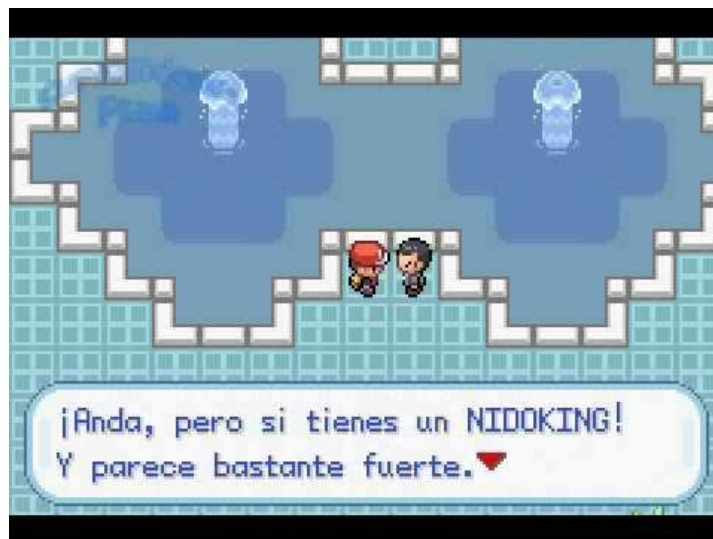 ¡Anda, pero si tienes un NIDOKING!
Y parece bastante fuerte.